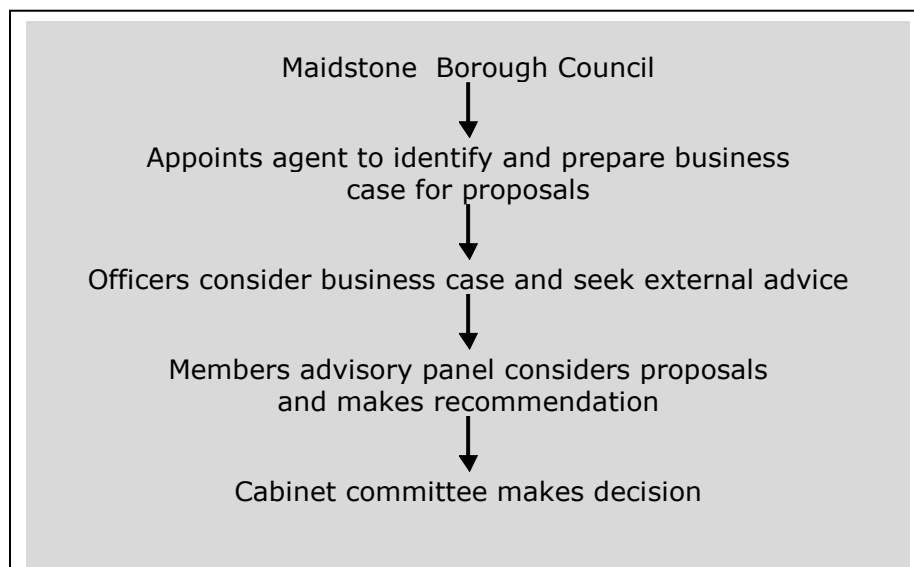 Maidstone  Borough Council
Appoints agent to identify and prepare business
case for proposals
Officers consider business case and seek external advice
Members advisory panel considers proposals
and makes recommendation
Cabinet committee makes decision